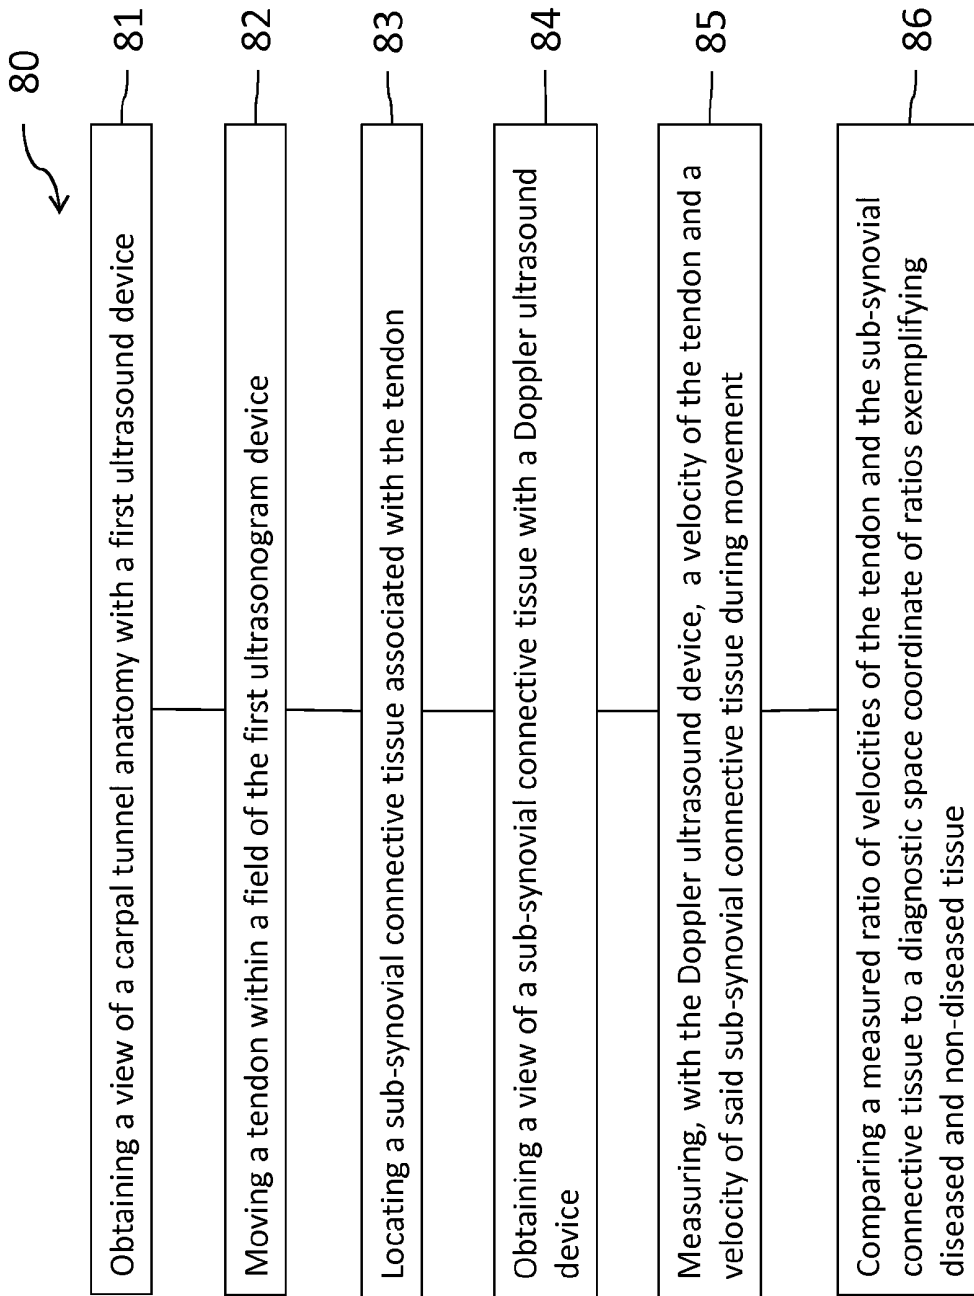 80
Obtaining a view of a carpal tunnel anatomy with a first ultrasound device
81
Moving a tendon within a field of the first ultrasonogram device
82
Locating a sub-synovial connective tissue associated with the tendon
83
Obtaining a view of a sub-synovial connective tissue with a Doppler ultrasound
device
84
Measuring, with the Doppler ultrasound device, a velocity of the tendon and a
velocity of said sub-synovial connective tissue during movement
85
Comparing a measured ratio of velocities of the tendon and the sub-synovial
connective tissue to a diagnostic space coordinate of ratios exemplifying
diseased and non-diseased tissue
86